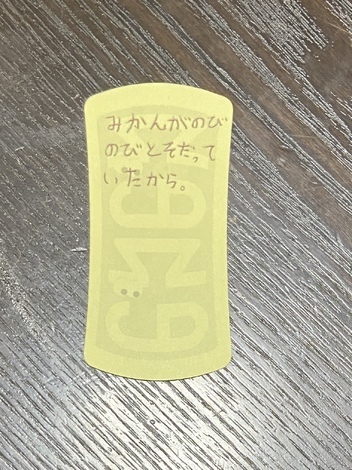 みかんがのび
のびとそだって
いたから。